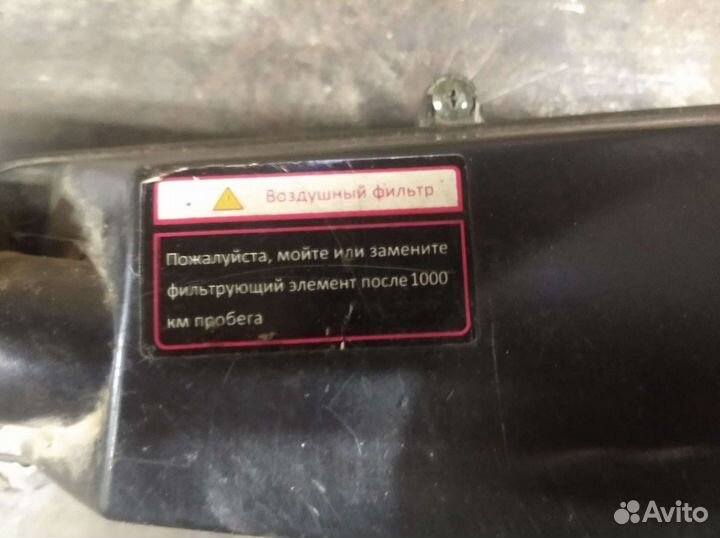 Воздушный фильтр
Пожалуйста, мойте или замените
фильтрующий элемент после 1000
км пробега
Avito